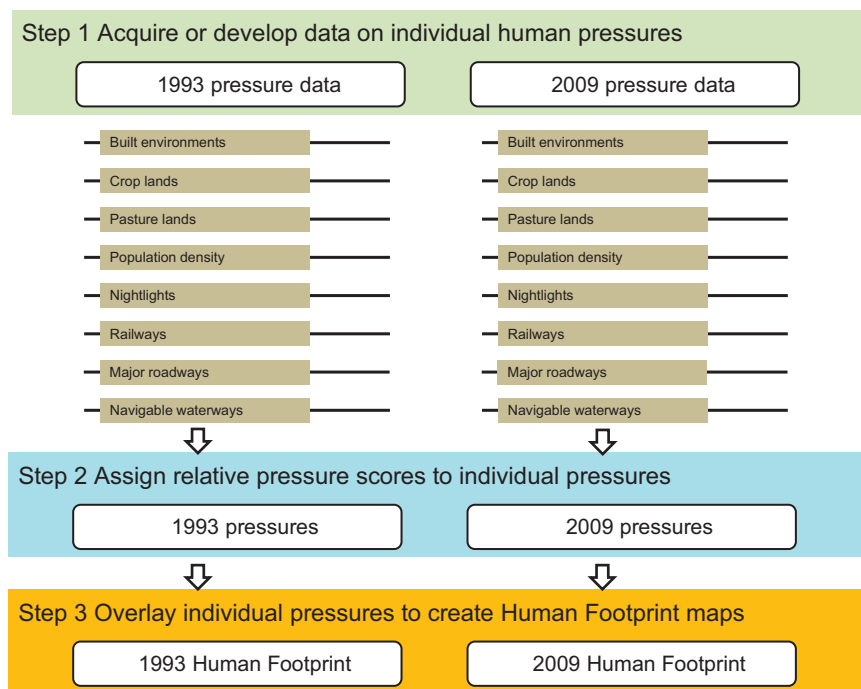 Step 1 Acquire or develop data on individual human pressures
1993 pressure data
2009 pressure data
Built environments
Built environments
Crop lands
Crop lands
Pasture lands
Pasture lands
Population density
Population density
Nightlights
Nightlights
Railways
Railways
Major roadways
Major roadways
Navigable waterways
Navigable waterways
Step 2 Assign relative pressure scores to individual pressures
1993 pressures
2009 pressures
Step 3 Overlay individual pressures to create Human Footprint maps
1993 Human Footprint
2009 Human Footprint